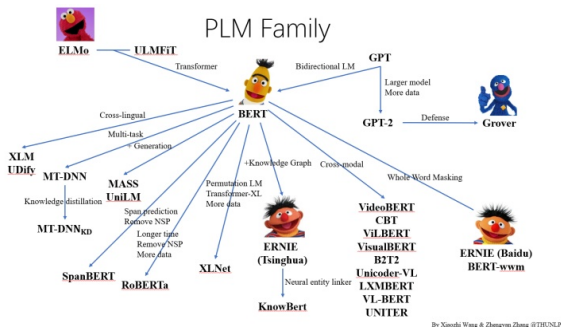 PLM Family
ELMo
ULMFiT
GPT
Transformer
Bidirectional LM
Larger model
More data
BERT
GPT-2
Defense
Grover
Cross-lingual
Multi-task
+ Generation
XLM
UDify
MT-DNN
MASS
UniLM
+Knowledge Graph
Cross-modal
Whole Word Masking
Permutation LM
Transformer-XL
More data
Knowledge distillation
MT-DNNKD
Span prediction
Remove NSP
Longer time
Remove NSP
More data
SpanBERT
RoBERTa
XLNet
ERNIE
(Tsinghua)
Neural entity linker
KnowBert
VideoBERT
CBT
ViLBERT
VisualBERT
B2T2
Unicoder-VL
LXMBERT
VL-BERT
UNITER
ERNIE (Baidu)
BERT-wwm
By Xiaozhi Wang & Zhengyan Zhang @THUNLP